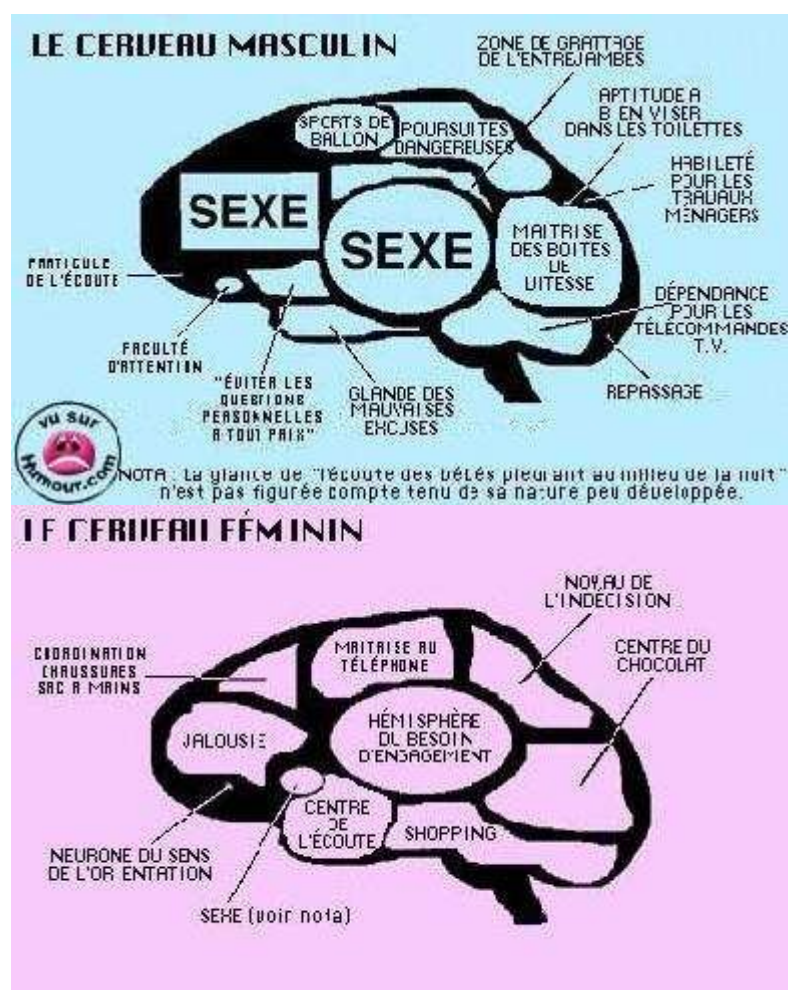 LE CERVEAU MASCULIN
ZONE DE GRATTAGE
DE L'ENTREJAMBES
APTITUDE A
BIEN VISER
DANS LES TOILETTES
SPORTS DE
BALLON
POURSUITES
DANGEREUSES
HABILETÉ
POUR LES
TRAVAUX
MENAGERS
SEXE
SEXE
MAITRISE
DES BOITES
DE
VITESSE
PARTICULE
DE L'ÉCOUTE
DÉPENDANCE
POUR LES
TÉLÉCOMMANDES
T.V.
FACULTÉ
D'ATTENTION
"ÉVITER LES
QUESTIONS
PERSONNELLES
A TOUT PRIX"
GLANDE DES
MAUVAISES
EXCUSES
REPASSAGE
vu sur
Humour.com
NOTA : La glande de "l'écoute des bébés pleurant au milieu de la nuit"
n'est pas figurée compte tenu de sa nature peu développée.
LE CERVEAU FÉMININ
NOYAU DE
L'INDÉCISION
COORDINATION
CHAUSSURES
SAC A MAINS
MAITRISE AU
TÉLÉPHONE
CENTRE DU
CHOCOLAT
JALOUSIE
HÉMISPHÈRE
DU BESOIN
D'ENGAGEMENT
CENTRE
DE
L'ÉCOUTE
SHOPPING
NEURONE DU SENS
DE L'ORIENTATION
SEXE (voir nota)